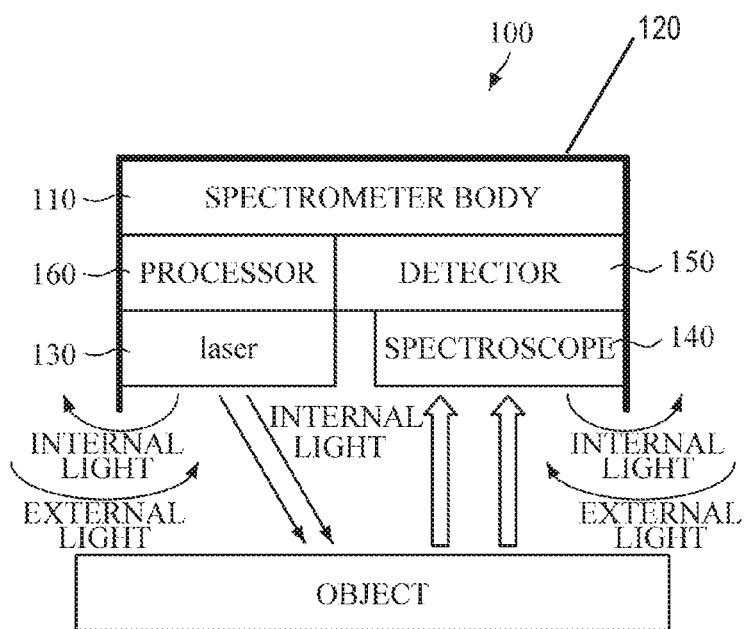 100
120
110
SPECTROMETER BODY
160
PROCESSOR
DETECTOR
150
130
laser
SPECTROSCOPE
140
INTERNAL
LIGHT
INTERNAL
LIGHT
INTERNAL
LIGHT
EXTERNAL
LIGHT
EXTERNAL
LIGHT
OBJECT